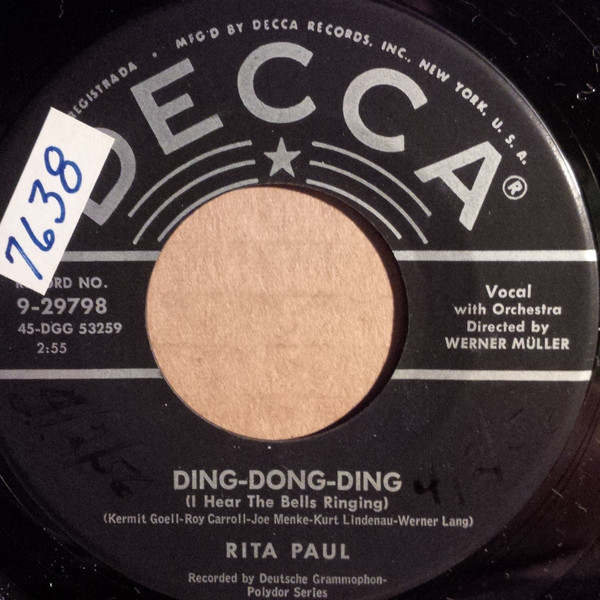 REGISTRADA • MFG'D BY DECCA RECORDS, INC., NEW YORK, U. S. A.
DECCA®
7638
RECORD NO.
9-29798
45-DGG 53259
2:55
Vocal
with Orchestra
Directed by
WERNER MÜLLER
DING-DONG-DING
(I Hear The Bells Ringing)
(Kermit Goell-Roy Carroll-Joe Menke-Kurt Lindenau-Werner Lang)
RITA PAUL
Recorded by Deutsche Grammophon-
Polydor Series